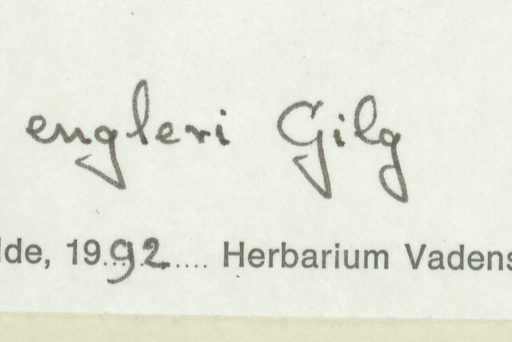 engleri Gilg
lde, 1992.... Herbarium Vadens